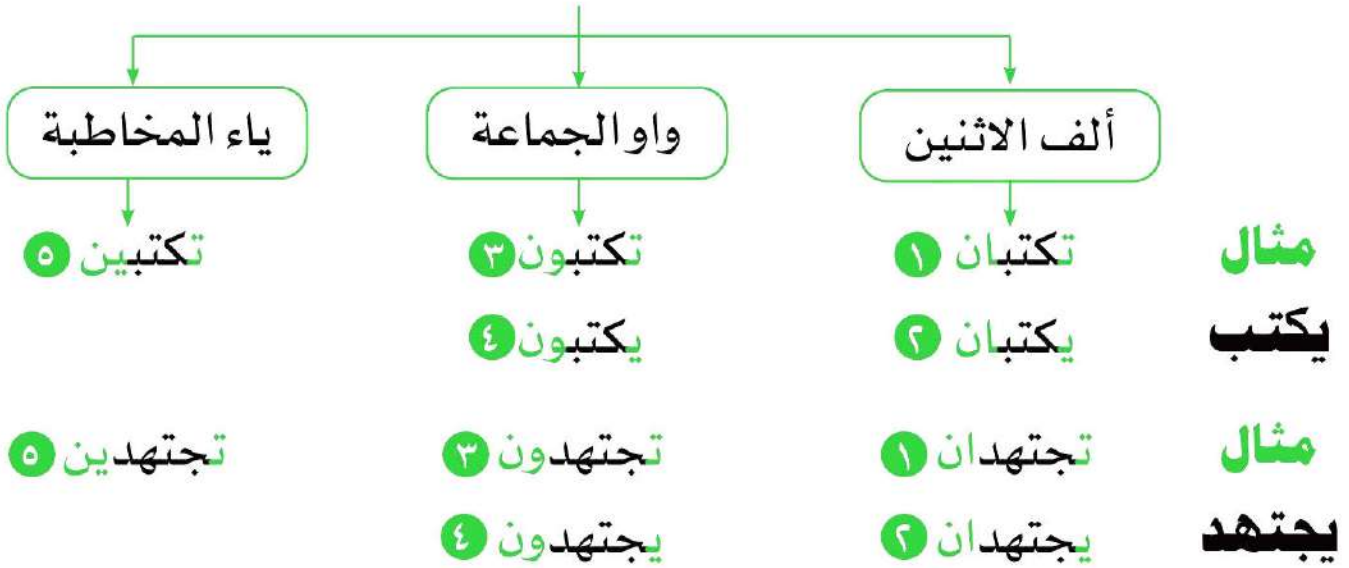 ألف الاثنين واو الجماعة ياء المخاطبة
مثال تكتبان ١ تكتبون ٣ تكتبين ٥
يكتب يكتبان ٢ يكتبون ٤
مثال تجتهدان ١ تجتهدون ٣ تجتهدين ٥
يجتهد يجتهدان ٢ يجتهدون ٤